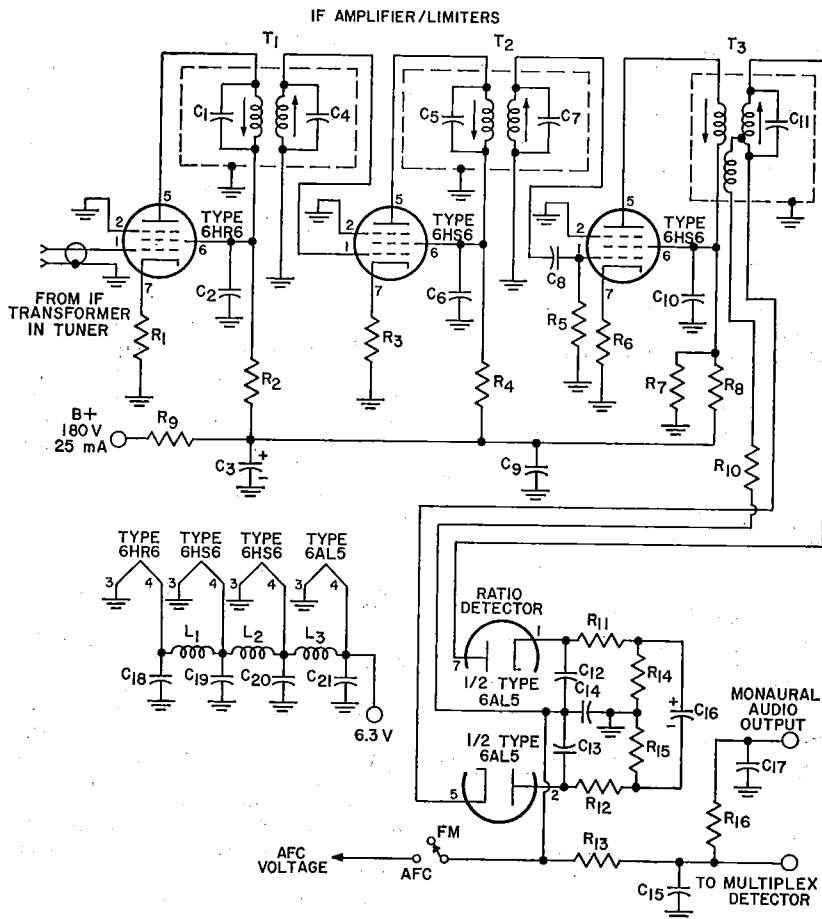 IF AMPLIFIER/LIMITERS
T1
T2
T3
C1
C4
C5
C7
C11
5
2
1
6
7
TYPE
6HR6
5
2
1
6
7
TYPE
6HS6
5
2
1
6
7
TYPE
6HS6
FROM IF
TRANSFORMER
IN TUNER
C2
C6
C8
C10
R1
R2
R3
R4
R5
R6
R7
R8
B+
180V
25 mA
R9
C3
C9
R10
TYPE
6HR6
TYPE
6HS6
TYPE
6HS6
TYPE
6AL5
3 4
3 4
3 4
3 4
L1
L2
L3
C18
C19
C20
C21
6.3 V
RATIO
DETECTOR
7
1
1/2 TYPE
6AL5
R11
C12
C14
R14
C16
+
-
1/2 TYPE
6AL5
5
2
C13
R15
R12
MONAURAL
AUDIO
OUTPUT
C17
R16
FM
AFC
VOLTAGE
AFC
R13
C15
TO MULTIPLEX
DETECTOR